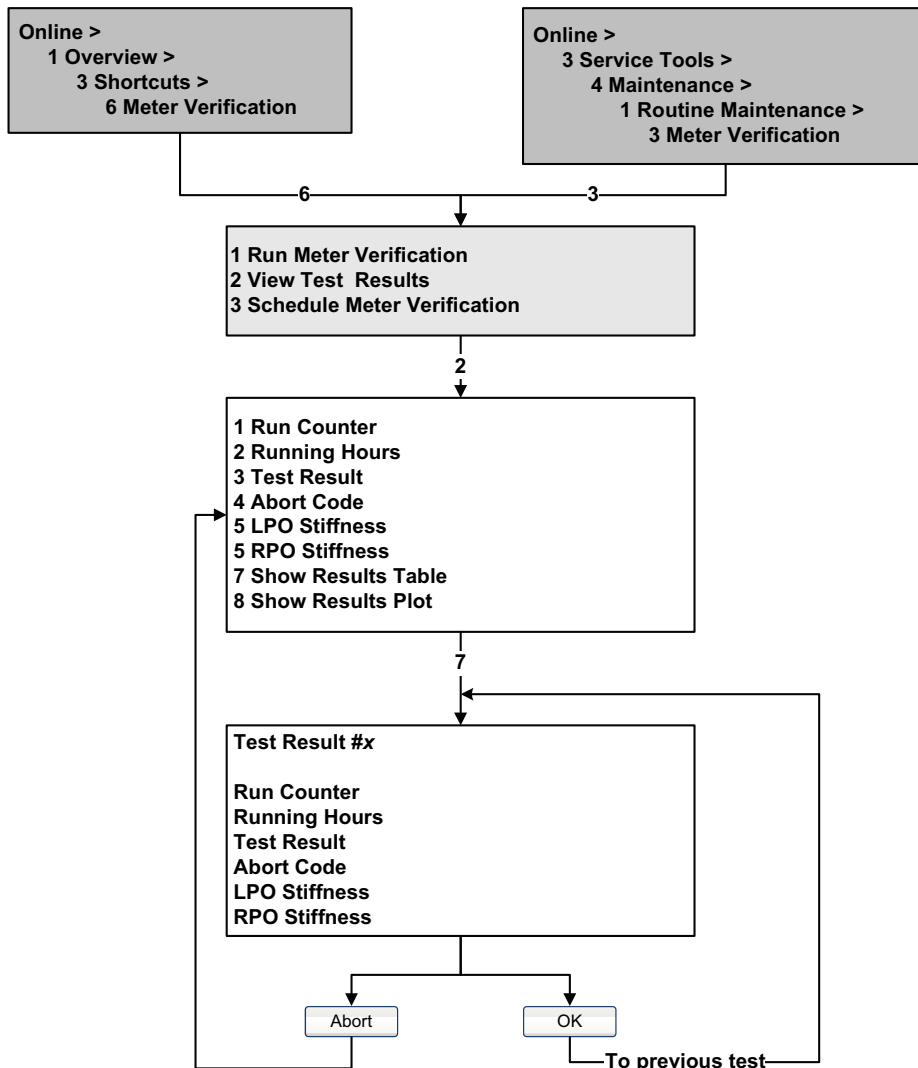 Online >
1 Overview >
3 Shortcuts >
6 Meter Verification
Online >
3 Service Tools >
4 Maintenance >
1 Routine Maintenance >
3 Meter Verification
6
3
1 Run Meter Verification
2 View Test Results
3 Schedule Meter Verification
2
1 Run Counter
2 Running Hours
3 Test Result
4 Abort Code
5 LPO Stiffness
5 RPO Stiffness
7 Show Results Table
8 Show Results Plot
7
Test Result #x
Run Counter
Running Hours
Test Result
Abort Code
LPO Stiffness
RPO Stiffness
Abort
OK
To previous test